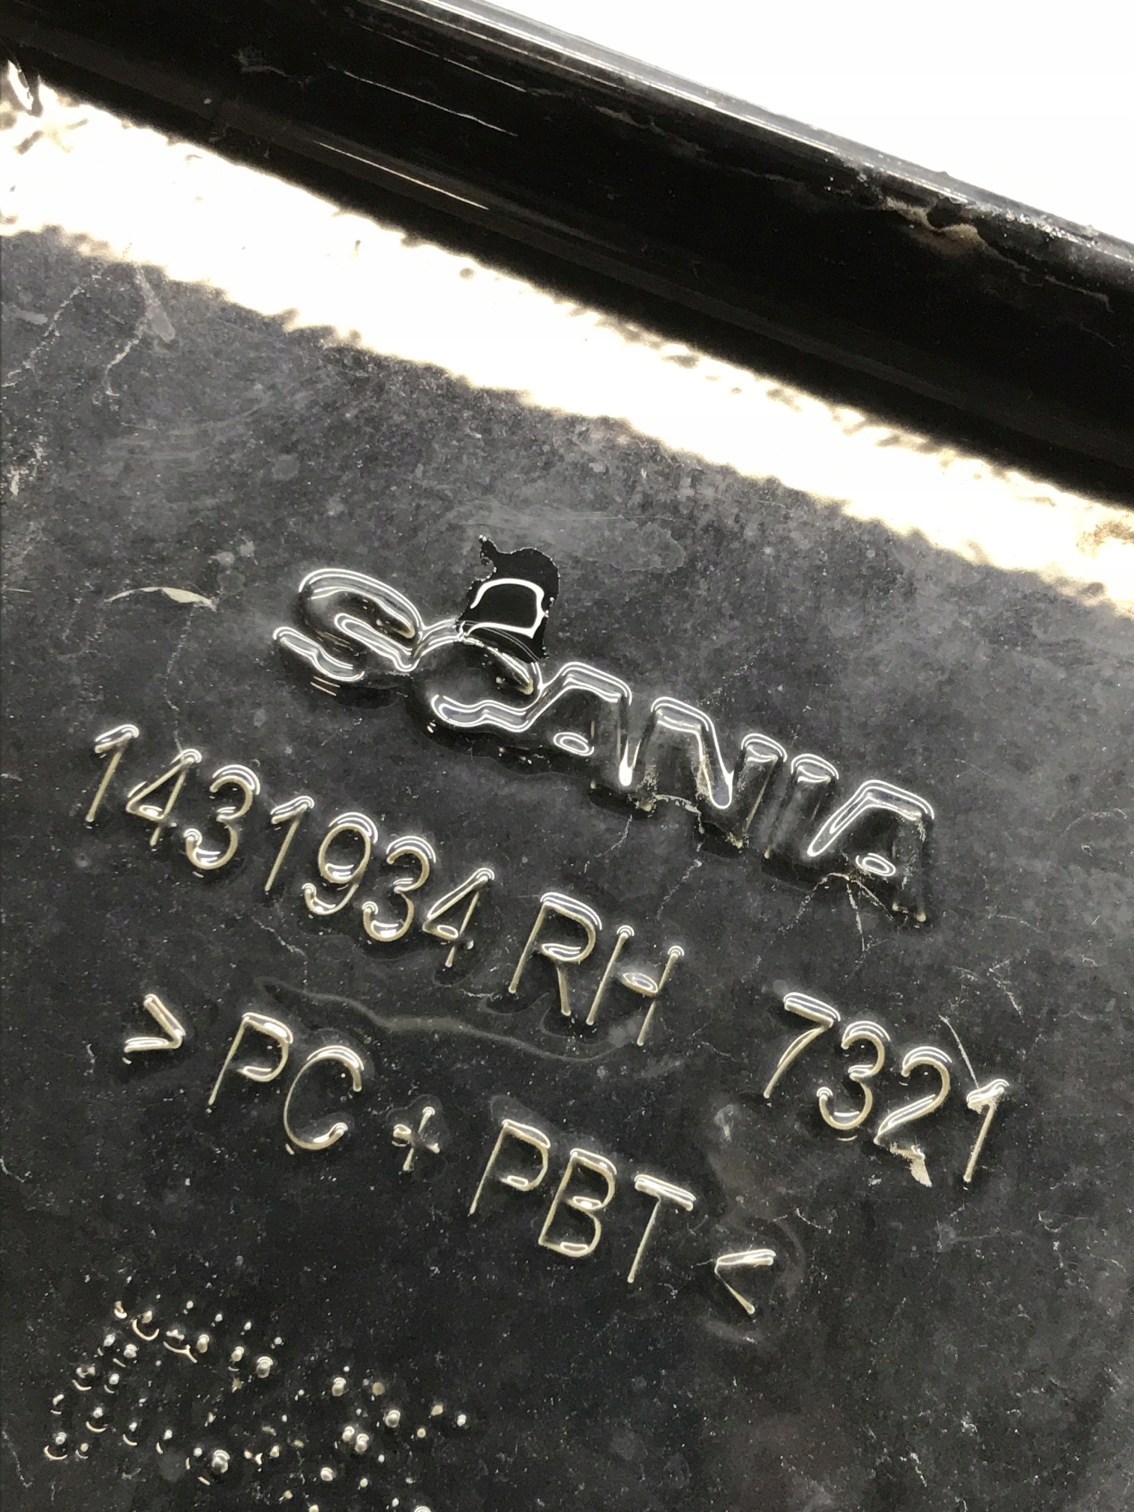 SCANIA
1431934 RH 7321
> PC + PBT <